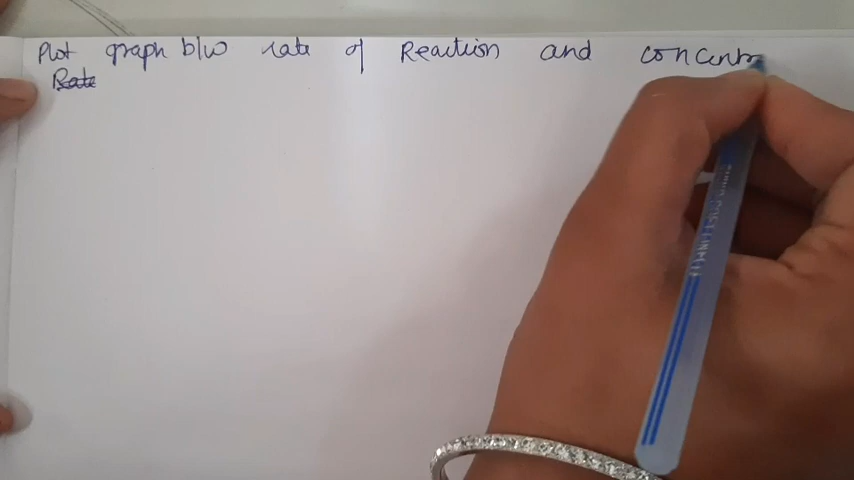 Plot graph b/w rate of Reaction and concentr
Rate